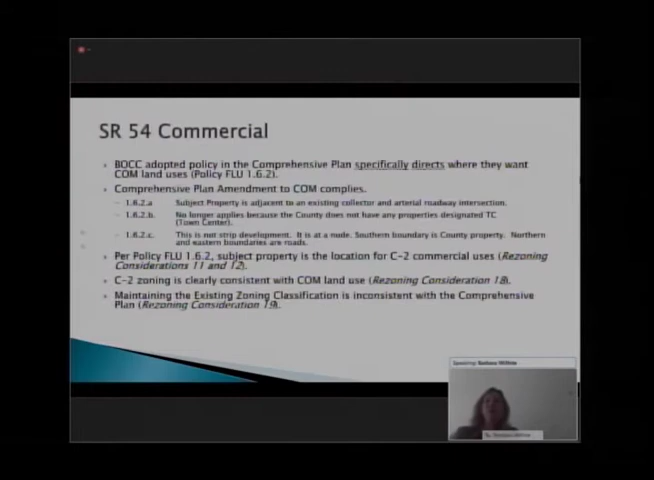 SR 54 Commercial
BOCC adopted policy in the Comprehensive Plan specifically directs where they want
COM land uses (Policy FLU 1.6.2).
Comprehensive Plan Amendment to COM complies.
– 1.6.2.a Subject Property is adjacent to an existing collector and arterial roadway intersection.
– 1.6.2.b. No longer applies because the County does not have any properties designated TC
(Town Center).
– 1.6.2.c. This is not strip development. It is at a node. Southern boundary is County property. Northern
and eastern boundaries are roads.
Per Policy FLU 1.6.2, subject property is the location for C-2 commercial uses (Rezoning
Considerations 11 and 12).
C-2 zoning is clearly consistent with COM land use (Rezoning Consideration 18).
Maintaining the Existing Zoning Classification is inconsistent with the Comprehensive
Plan (Rezoning Consideration 19).
Speaking: Barbara